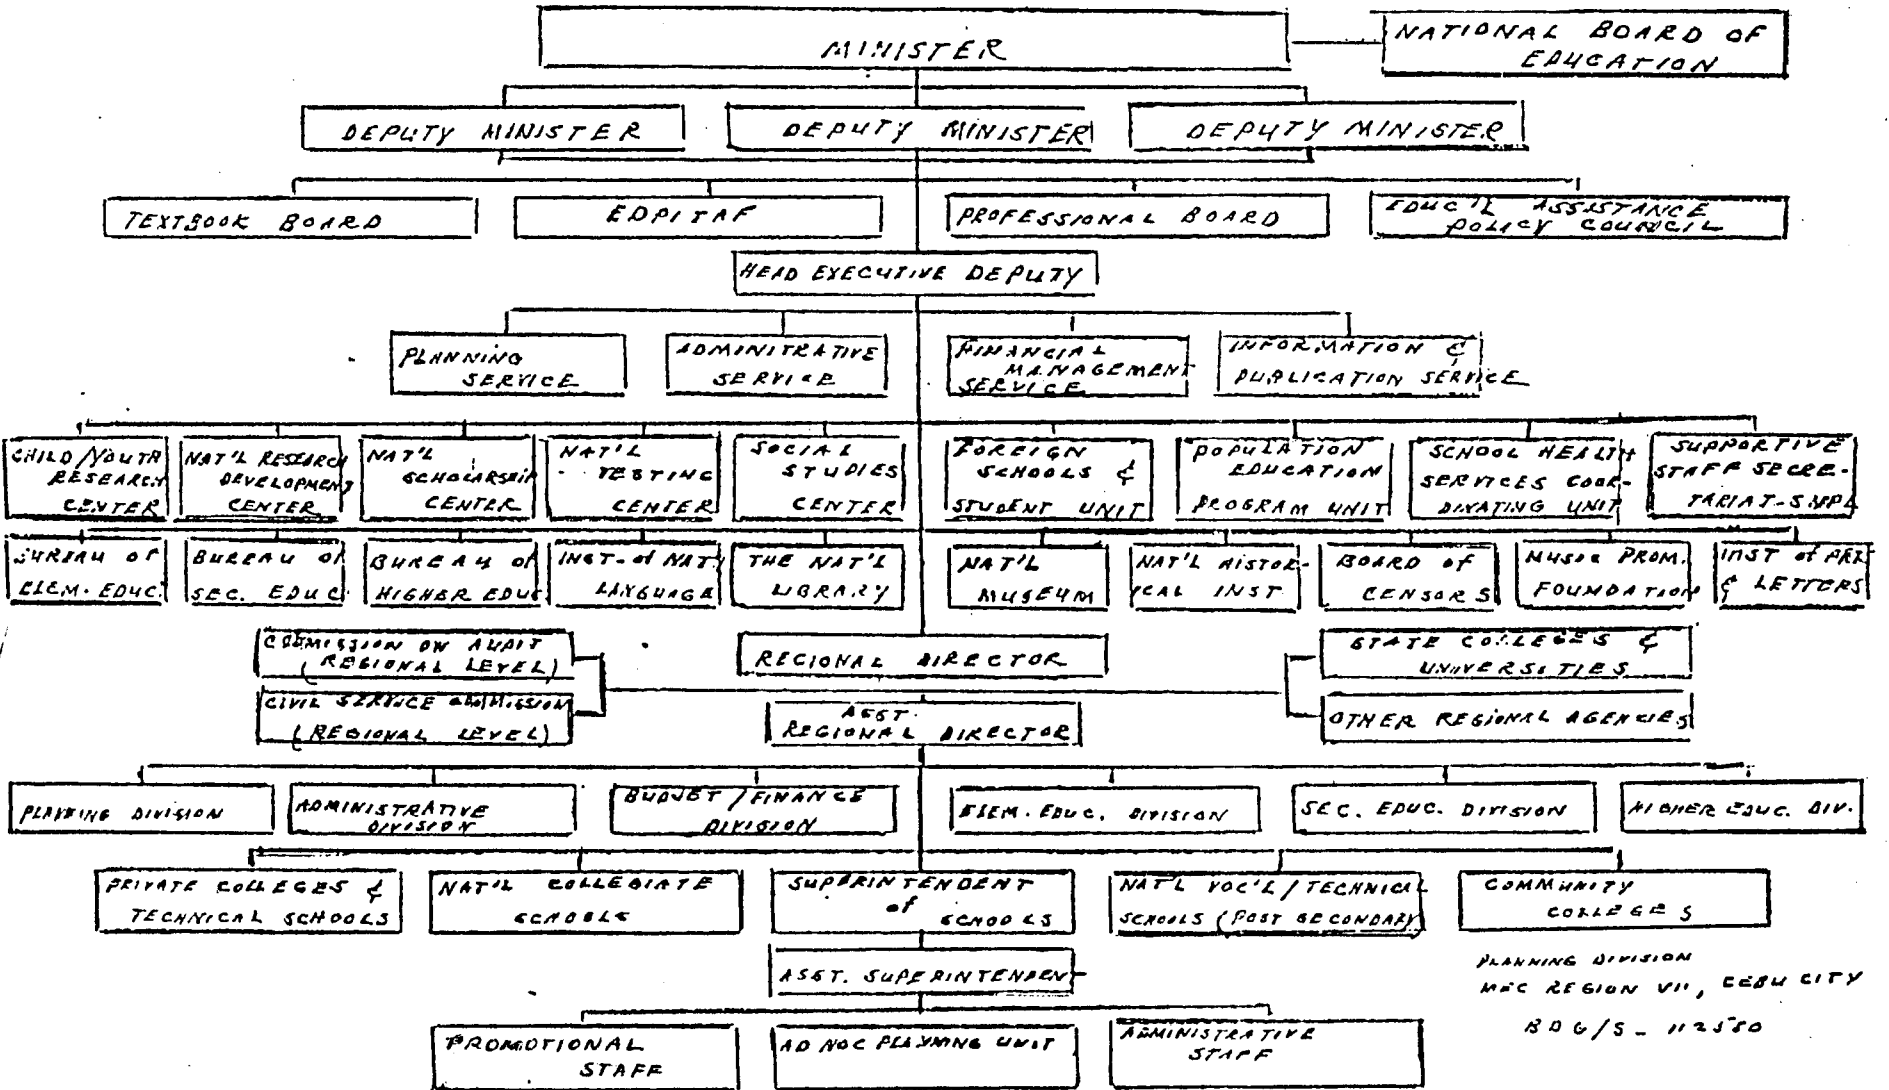 MINISTER
NATIONAL BOARD OF
EDUCATION
DEPUTY MINISTER
DEPUTY MINISTER
DEPUTY MINISTER
TEXTBOOK BOARD
EDPITAF
PROFESSIONAL BOARD
EDUC'L ASSISTANCE
POLICY COUNCIL
HEAD EXECUTIVE DEPUTY
PLANNING
SERVICE
ADMINITRATIVE
SERVICE
FINANCIAL
MANAGEMENT
SERVICE
INFORMATION &
PUBLICATION SERVICE
CHILD/YOUTH
RESEARCH
CENTER
NAT'L RESEARCH
DEVELOPMENT
CENTER
NAT'L
SCHOLARSHIP
CENTER
NAT'L
TESTING
CENTER
SOCIAL
STUDIES
CENTER
FOREIGN
SCHOOLS &
STUDENT UNIT
POPULATION
EDUCATION
PROGRAM UNIT
SCHOOL HEALTH
SERVICES COOR-
DINATING UNIT
SUPPORTIVE
STAFF SECRE-
TARIAT-
BUREAU OF
ELEM. EDUC.
BUREAU of
SEC. EDUC.
BUREAU of
HIGHER EDUC
INST. of NAT'L
LANGUAGE
THE NAT'L
LIBRARY
NAT'L
MUSEUM
NAT'L HISTOR-
ICAL INST
BOARD of
CENSORS
MUSIC PROM.
FOUNDATION
INST of ART
& LETTERS
COMMISSION ON AUDIT
(REGIONAL LEVEL)
REGIONAL DIRECTOR
STATE COLLEGES &
UNIVERSITIES
CIVIL SERVICE COMMISSION
(REGIONAL LEVEL)
ASST.
REGIONAL DIRECTOR
OTHER REGIONAL AGENCIES
PLANNING DIVISION
ADMINISTRATIVE
DIVISION
BUDJET / FINANCE
DIVISION
ELEM. EDUC. DIVISION
SEC. EDUC. DIVISION
HIGHER EDUC. DIV.
PRIVATE COLLEGES &
TECHNICAL SCHOOLS
NAT'L COLLEGIATE
SCHOOLS
SUPERINTENDENT
of
SCHOOLS
NAT'L VOC'L / TECHNICAL
SCHOOLS (POST SECONDARY)
COMMUNITY
COLLEGES
ASST. SUPERINTENDENT
PLANNING DIVISION
MEC REGION VII, CEBU CITY
BDG/S - 112580
PROMOTIONAL
STAFF
AD HOC PLANNING UNIT
ADMINISTRATIVE
STAFF